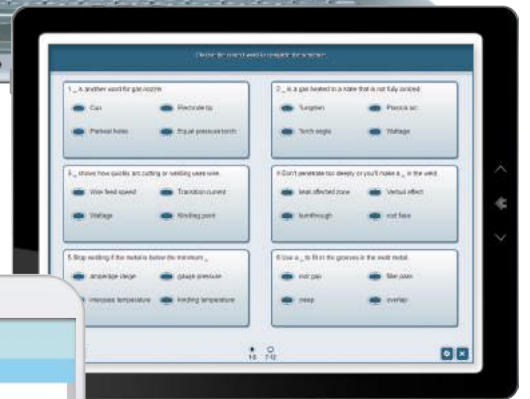 Choose the correct word to complete the sentence.
1 _ is another word for gas nozzle.
Cup
Electrode tip
Preheat holes
Equal pressure torch
2 _ is a gas heated to a state that is not fully ionized.
Tungsten
Plasma arc
Torch angle
Wattage
3 _ shows how quickly arc cutting or welding uses wire.
Wire feed speed
Transition current
Wattage
Kindling point
4 Don't penetrate too deeply or you'll make a _ in the weld.
heat affected zone
Venturi effect
burnthrough
root face
5 Stop welding if the metal is below the minimum _
amperage range
gauge pressure
interpass temperature
kindling temperature
6 Use a _ to fill in the grooves in the weld metal.
root gap
filler pass
creep
overlap
1-6 7-12